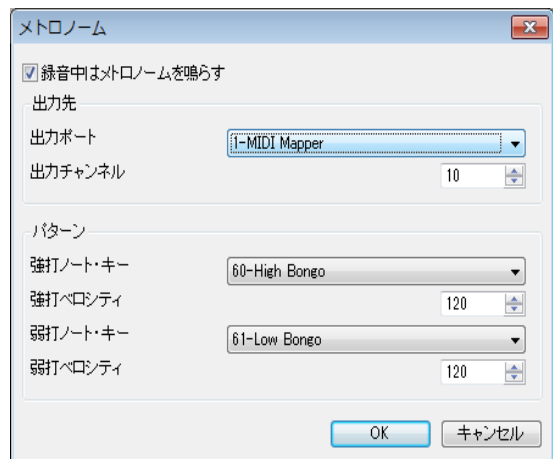 メトロノーム
録音中はメトロノームを鳴らす
出力先
出力ポート 1-MIDI Mapper
出力チャンネル 10
パターン
強打ノート・キー 60-High Bongo
強打ベロシティ 120
弱打ノート・キー 61-Low Bongo
弱打ベロシティ 120
OK キャンセル